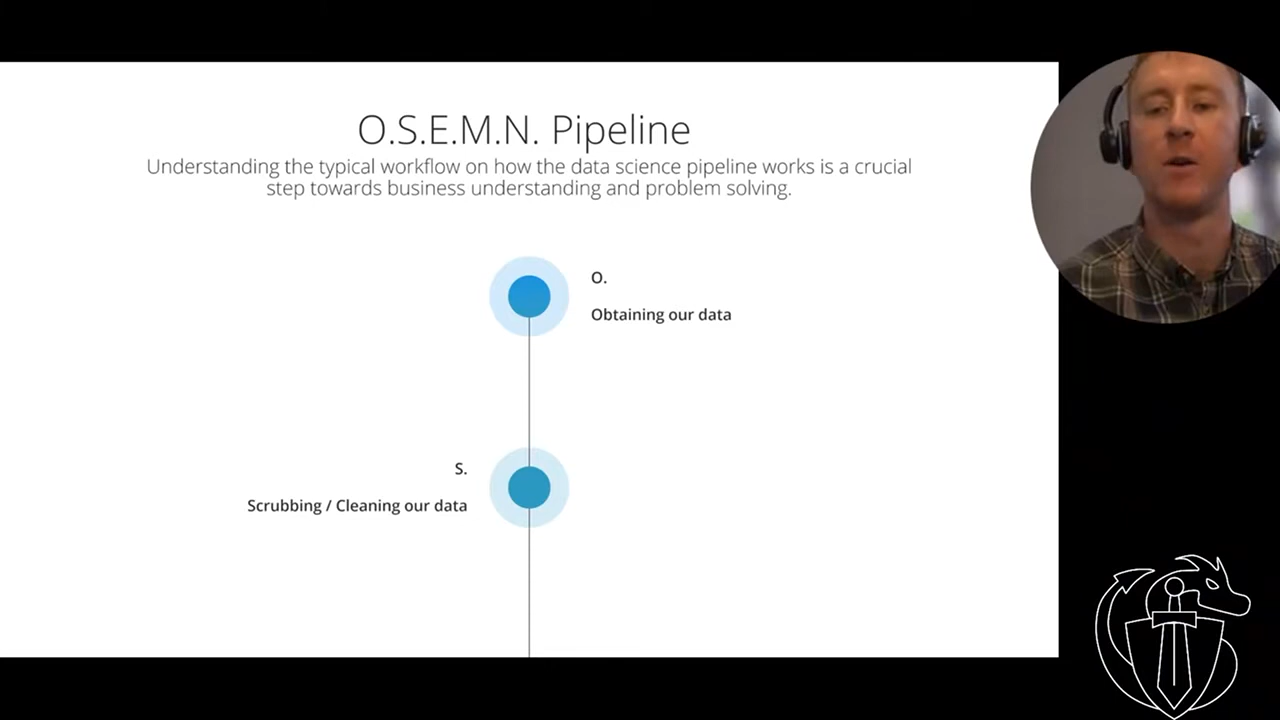 O.S.E.M.N. Pipeline
Understanding the typical workflow on how the data science pipeline works is a crucial
step towards business understanding and problem solving.
O.
Obtaining our data
S.
Scrubbing / Cleaning our data